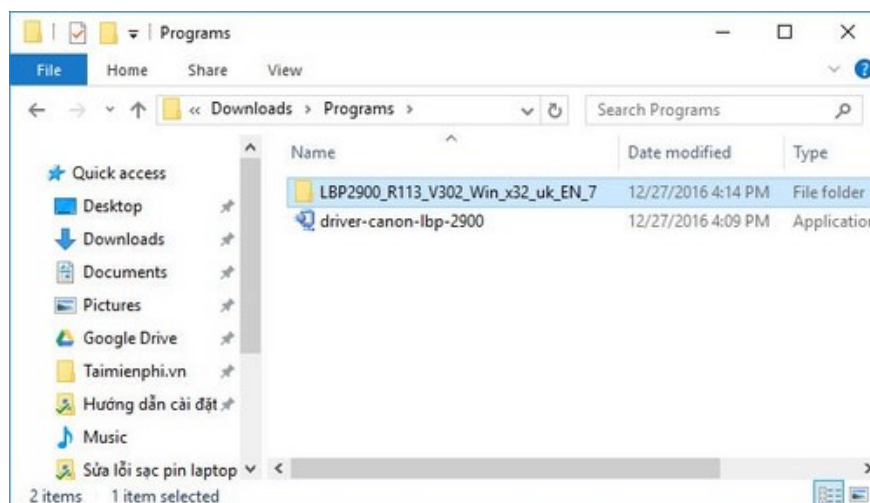 Programs
File Home Share View
« Downloads › Programs ›
Search Programs
Name Date modified Type
Quick access
Desktop
Downloads
Documents
Pictures
Google Drive
Taimienphi.vn
Hướng dẫn cài đặt
Music
Sửa lỗi sạc pin laptop
LBP2900_R113_V302_Win_x32_uk_EN_7 12/27/2016 4:14 PM File folder
driver-canon-lbp-2900 12/27/2016 4:09 PM Application
2 items 1 item selected